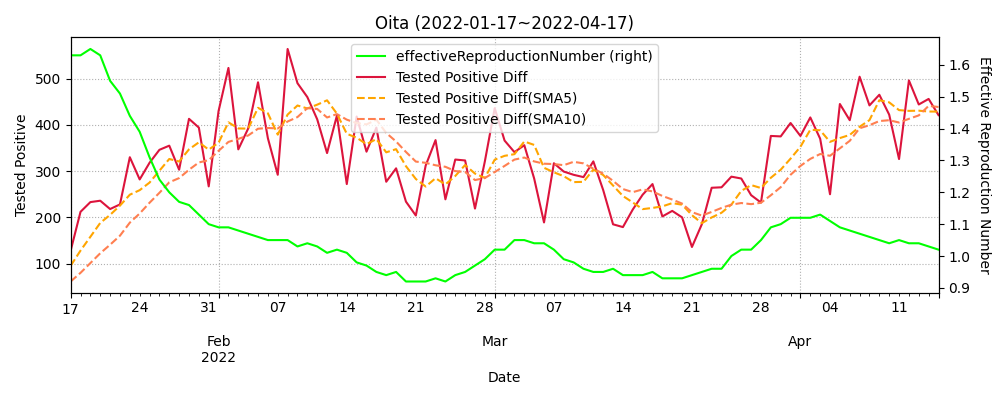 Oita (2022-01-17~2022-04-17)
effectiveReproductionNumber (right)
Tested Positive Diff
Tested Positive Diff(SMA5)
Tested Positive Diff(SMA10)
Tested Positive
500
400
300
200
100
Effective Reproduction Number
1.6
1.5
1.4
1.3
1.2
1.1
1.0
0.9
17 24 31 07 14 21 28 07 14 21 28 04 11
Feb Mar Apr
2022
Date